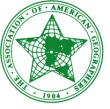 THE ASSOCIATION OF AMERICAN GEOGRAPHERS
1904